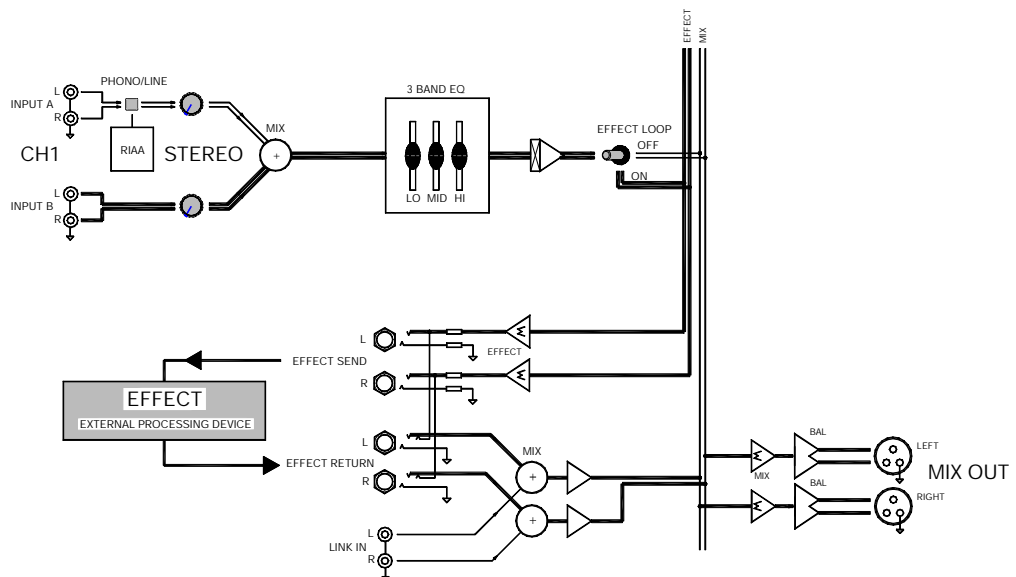 EFFECT
MIX
PHONO/LINE
L
INPUT A
R
RIAA
CH1
STEREO
MIX
+
3 BAND EQ
LO MID HI
EFFECT LOOP
OFF
ON
L
INPUT B
R
L
EFFECT
EFFECT SEND
R
EFFECT
EXTERNAL PROCESSING DEVICE
L
EFFECT RETURN
R
MIX
+
+
L
LINK IN
R
BAL
LEFT
MIX
MIX OUT
BAL
RIGHT